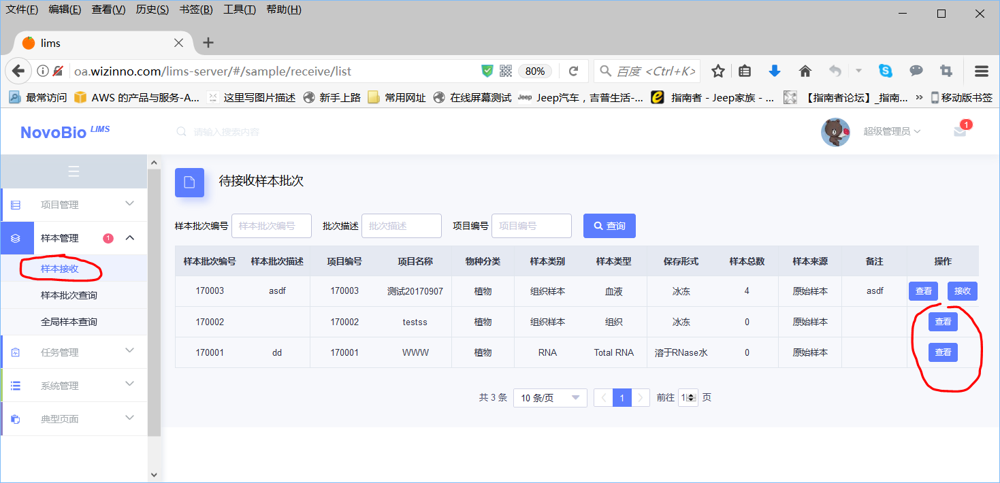 文件(F) 编辑(E) 查看(V) 历史(S) 书签(B) 工具(T) 帮助(H)
lims
oa.wizinno.com/lims-server/#/sample/receive/list 80% 百度 <Ctrl+K>
最常访问 AWS 的产品与服务-A... 这里写图片描述 新手上路 常用网址 在线屏幕测试 Jeep Jeep汽车，吉普生活-... 指南者 - Jeep家族 - ... 【指南者论坛】_指南... » 移动版书签
NovoBio LIMS 请输入搜索内容 超级管理员 1
待接收样本批次
项目管理
样本管理 1
样本接收
样本批次查询
全局样本查询
任务管理
系统管理
典型页面
样本批次编号 样本批次编号 批次描述 批次描述 项目编号 项目编号 查询
样本批次编号 样本批次描述 项目编号 项目名称 物种分类 样本类别 样本类型 保存形式 样本总数 样本来源 备注 操作
170003 asdf 170003 测试20170907 植物 组织样本 血液 冰冻 4 原始样本 asdf 查看 接收
170002 170002 testss 植物 组织样本 组织 冰冻 0 原始样本 查看
170001 dd 170001 WWW 植物 RNA Total RNA 溶于RNase水 0 原始样本 查看
共 3 条 10 条/页 1 前往 1 页